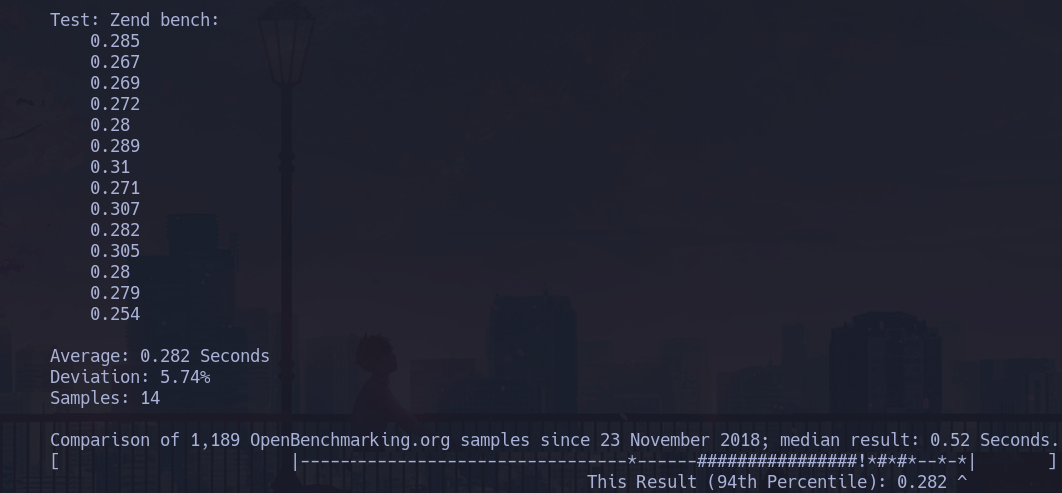 Test: Zend bench:
    0.285
    0.267
    0.269
    0.272
    0.28
    0.289
    0.31
    0.271
    0.307
    0.282
    0.305
    0.28
    0.279
    0.254
Average: 0.282 Seconds
Deviation: 5.74%
Samples: 14
Comparison of 1,189 OpenBenchmarking.org samples since 23 November 2018; median result: 0.52 Seconds.
[                       |---------------------------------*------################!*#*#*--*-*|       ]
                                                      This Result (94th Percentile): 0.282 ^